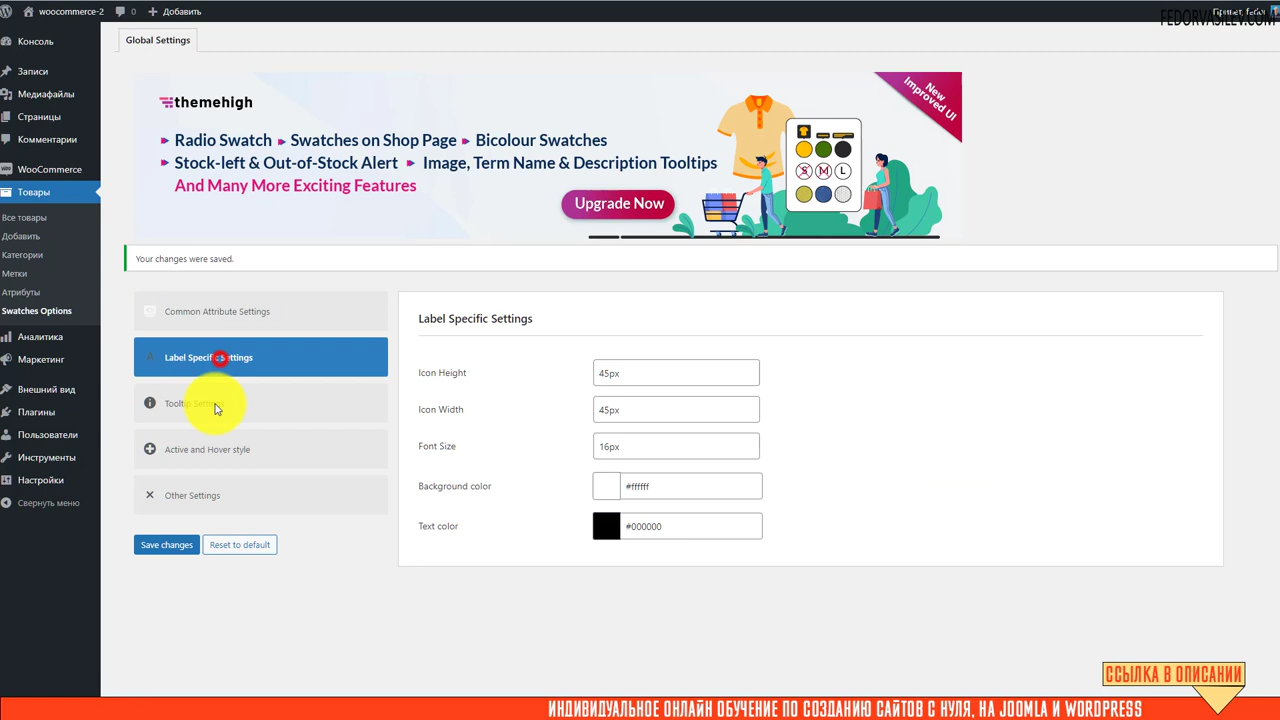 woocommerce-2
0
Добавить
Привет, fedor
FEDORVASILEV.COM
Консоль
Записи
Медиафайлы
Страницы
Комментарии
WooCommerce
Товары
Все товары
Добавить
Категории
Метки
Атрибуты
Swatches Options
Аналитика
Маркетинг
Внешний вид
Плагины
Пользователи
Инструменты
Настройки
Свернуть меню
Global Settings
themehigh
Radio Swatch Swatches on Shop Page Bicolour Swatches
Stock-left & Out-of-Stock Alert Image, Term Name & Description Tooltips
And Many More Exciting Features
Upgrade Now
New
Improved UI
S M L
Your changes were saved.
Common Attribute Settings
Label Specific Settings
Tooltip Settings
Active and Hover style
Other Settings
Save changes
Reset to default
Label Specific Settings
Icon Height 45px
Icon Width 45px
Font Size 16px
Background color #ffffff
Text color #000000
ССЫЛКА В ОПИСАНИИ
ИНДИВИДУАЛЬНОЕ ОНЛАЙН ОБУЧЕНИЕ ПО СОЗДАНИЮ САЙТОВ С НУЛЯ, НА JOOMLA И WORDPRESS